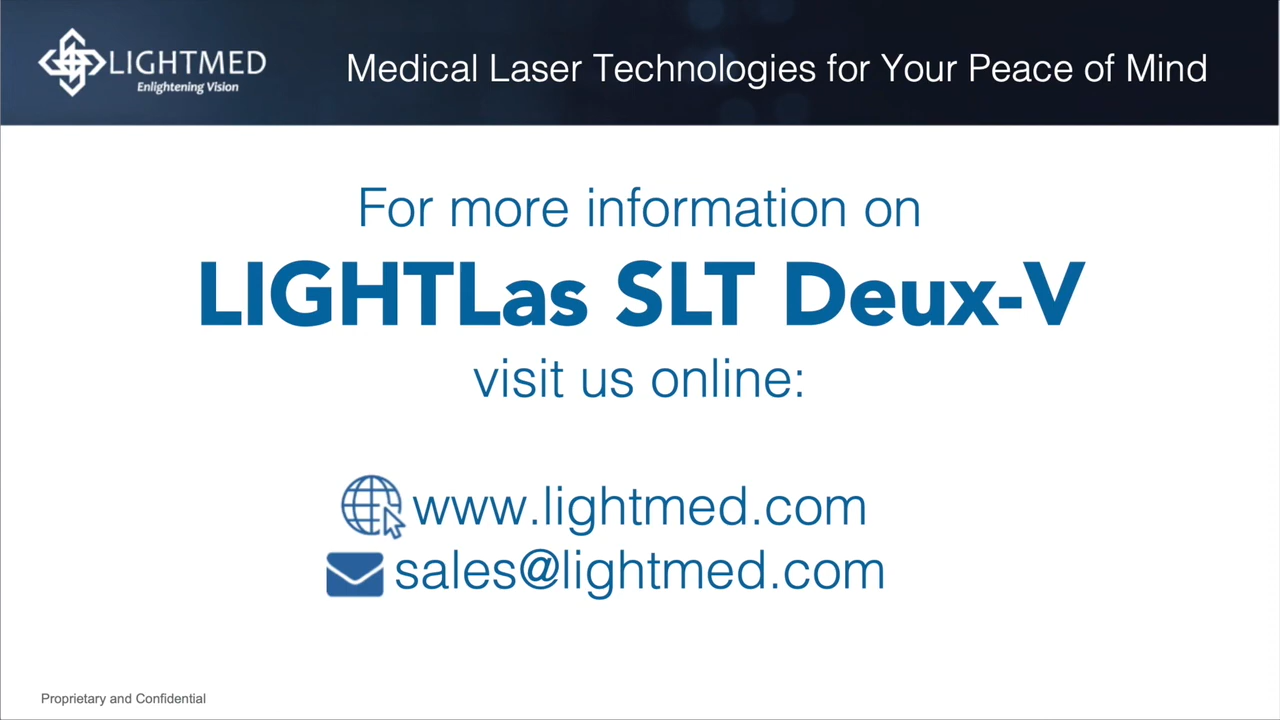 LIGHTMED
Enlightening Vision
Medical Laser Technologies for Your Peace of Mind
For more information on
LIGHTLas SLT Deux-V
visit us online:
www.lightmed.com
sales@lightmed.com
Proprietary and Confidential